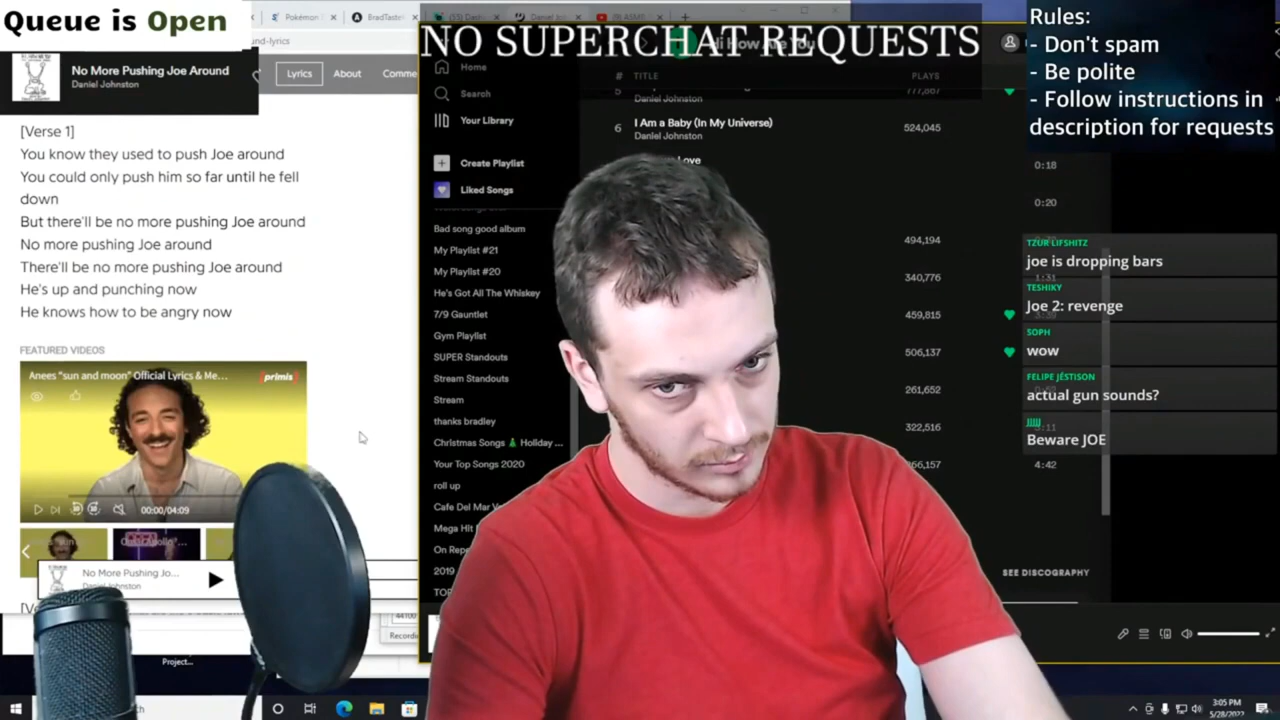 Queue is Open
No More Pushing Joe Around
Daniel Johnston
Lyrics
About
Comme
[Verse 1]
You know they used to push Joe around
You could only push him so far until he fell
down
But there'll be no more pushing Joe around
No more pushing Joe around
There'll be no more pushing Joe around
He's up and punching now
He knows how to be angry now
FEATURED VIDEOS
Anees "sun and moon" Official Lyrics & Me...
primis
00:00/04:09
No More Pushing Jo...
Daniel Johnston
44100
Project...
NO SUPERCHAT REQUESTS
Home
Search
Your Library
Create Playlist
Liked Songs
Bad song good album
My Playlist #21
My Playlist #20
He's Got All The Whiskey
7/9 Gauntlet
Gym Playlist
SUPER Standouts
Stream Standouts
Stream
thanks bradley
Christmas Songs 🎄 Holiday ...
Your Top Songs 2020
roll up
Cafe Del Mar
Mega Hit
2019
# TITLE
PLAYS
Daniel Johnston
777,867
6 I Am a Baby (In My Universe)
Daniel Johnston
524,045
Love
0:18
0:20
494,194
340,776
459,815
506,137
261,652
322,516
4:42
SEE DISCOGRAPHY
Rules:
- Don't spam
- Be polite
- Follow instructions in
description for requests
TZUR LIFSHITZ
joe is dropping bars
TESHIKY
Joe 2: revenge
SOPH
wow
FELIPE JÉSTISON
actual gun sounds?
JJJJJ
Beware JOE
3:05 PM